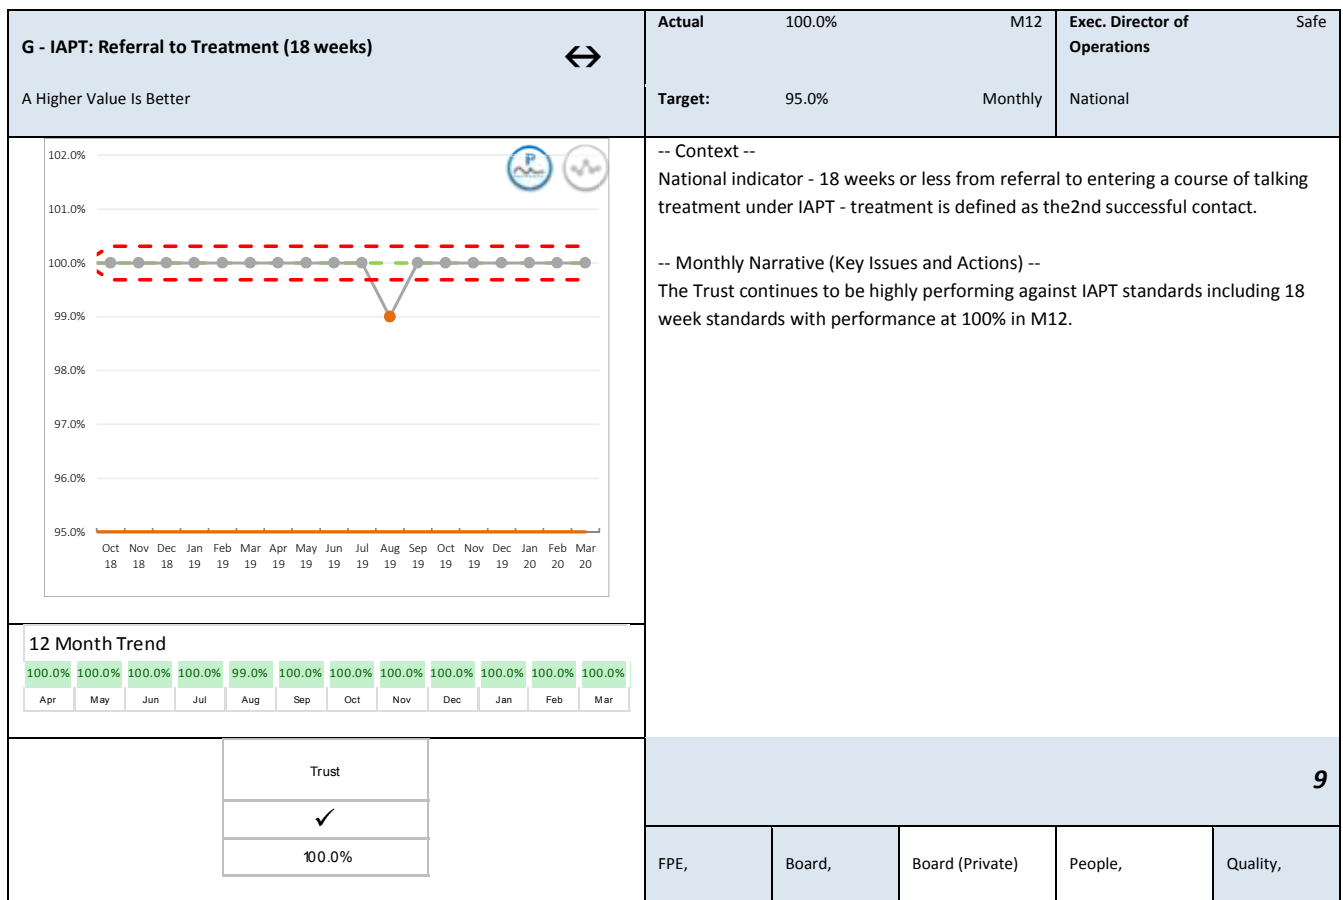 G - IAPT: Referral to Treatment (18 weeks)
↔
A Higher Value Is Better
Actual 100.0% M12
Target: 95.0% Monthly
Exec. Director of Safe
Operations
National
102.0%
101.0%
100.0%
99.0%
98.0%
97.0%
96.0%
95.0%
P
Oct Nov Dec Jan Feb Mar Apr May Jun Jul Aug Sep Oct Nov Dec Jan Feb Mar
18 18 18 19 19 19 19 19 19 19 19 19 19 19 19 20 20 20
-- Context --
National indicator - 18 weeks or less from referral to entering a course of talking
treatment under IAPT - treatment is defined as the2nd successful contact.
-- Monthly Narrative (Key Issues and Actions) --
The Trust continues to be highly performing against IAPT standards including 18
week standards with performance at 100% in M12.
12 Month Trend
100.0% 100.0% 100.0% 100.0% 99.0% 100.0% 100.0% 100.0% 100.0% 100.0% 100.0% 100.0%
Apr May Jun Jul Aug Sep Oct Nov Dec Jan Feb Mar
Trust
✓
100.0%
9
FPE, Board, Board (Private) People, Quality,